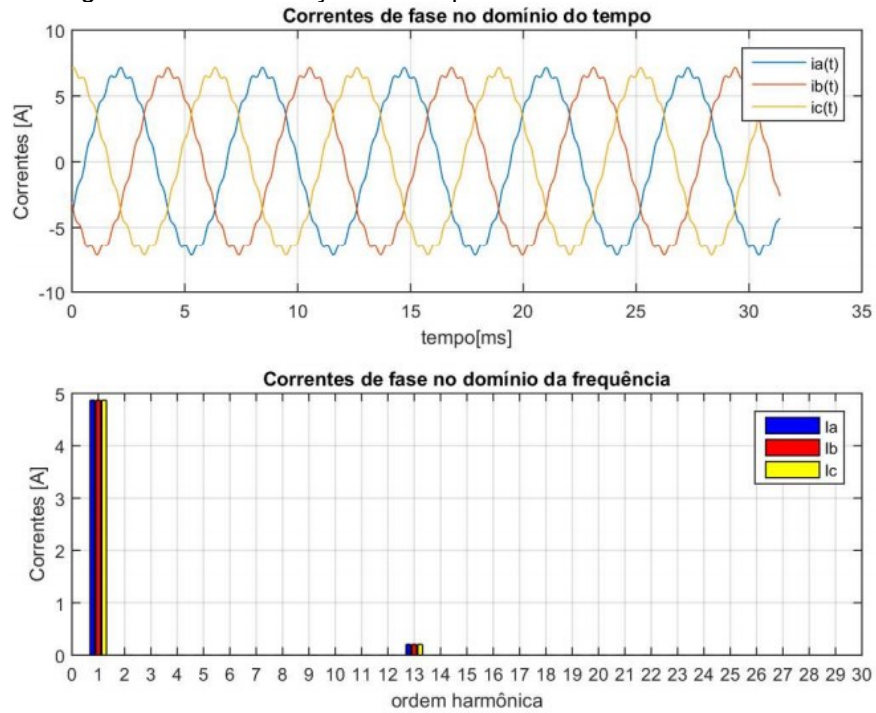 Correntes de fase no domínio do tempo
10
5
0
-5
-10
Correntes [A]
ia(t)
ib(t)
ic(t)
0 5 10 15 20 25 30 35
tempo[ms]
Correntes de fase no domínio da frequência
5
4
3
2
1
0
Correntes [A]
Ia
Ib
Ic
0 1 2 3 4 5 6 7 8 9 10 11 12 13 14 15 16 17 18 19 20 21 22 23 24 25 26 27 28 29 30
ordem harmônica